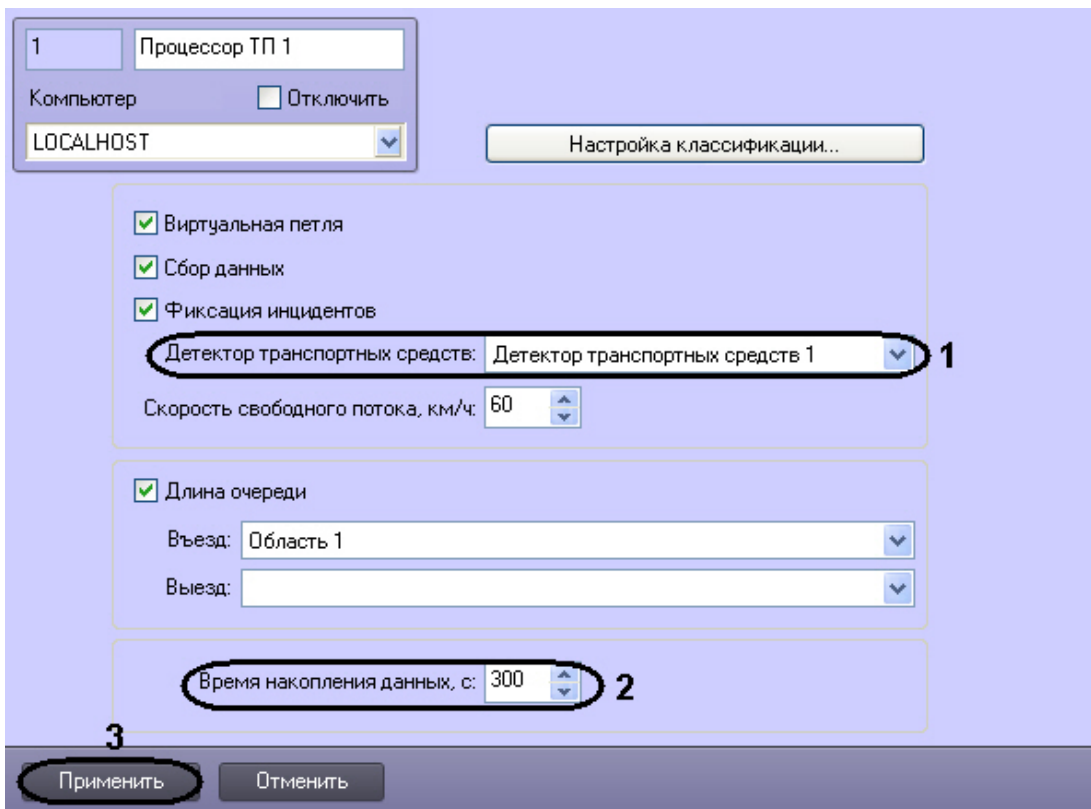 1 Процессор ТП 1
Компьютер Отключить
LOCALHOST
Настройка классификации...
Виртуальная петля
Сбор данных
Фиксация инцидентов
Детектор транспортных средств: Детектор транспортных средств 1 1
Скорость свободного потока, км/ч: 60
Длина очереди
Въезд: Область 1
Выезд:
Время накопления данных, с: 300 2
3
Применить Отменить